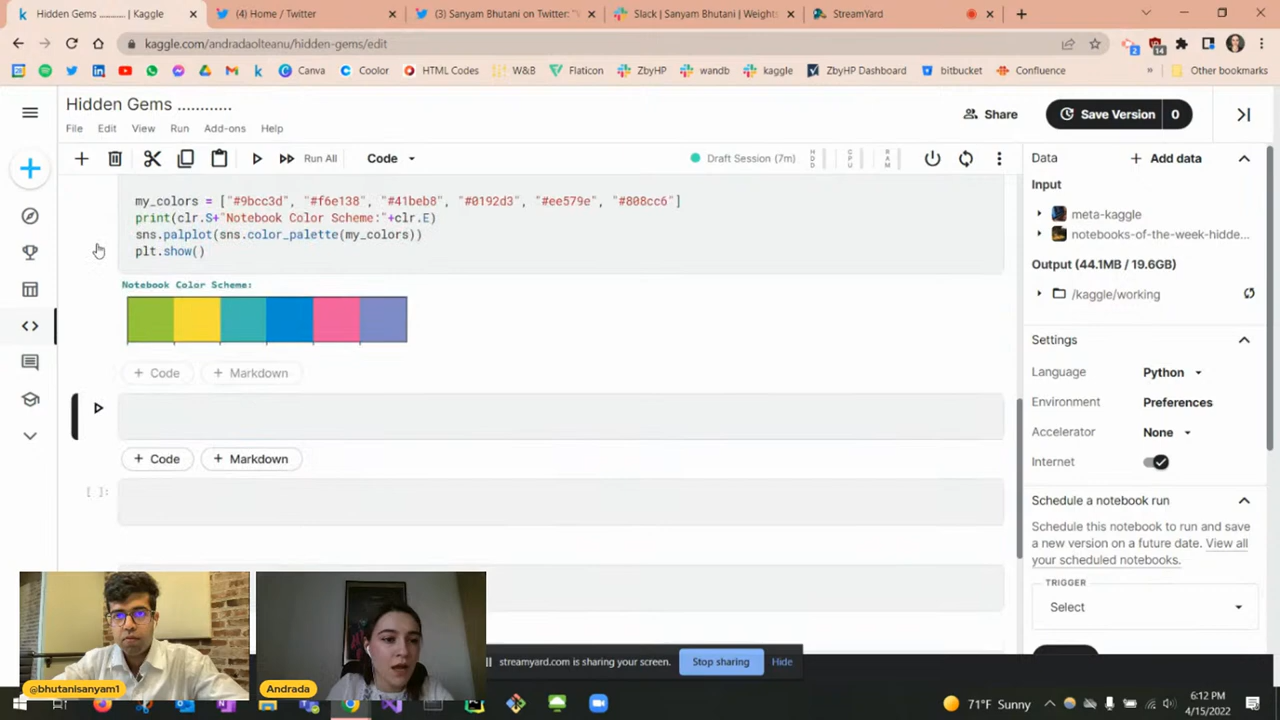 Hidden Gems ............ | Kaggle
(4) Home / Twitter
(3) Sanyam Bhutani on Twitter: "
Slack | Sanyam Bhutani | Weights
StreamYard
kaggle.com/andradaolteanu/hidden-gems/edit
Canva
Coolor
HTML Codes
W&B
Flaticon
ZbyHP
wandb
kaggle
ZbyHP Dashboard
bitbucket
Confluence
Other bookmarks
Hidden Gems ............
File Edit View Run Add-ons Help
Share
Save Version 0
Run All
Code
Draft Session (7m)
HDD
CPU
RAM
my_colors = ["#9bcc3d", "#f6e138", "#41beb8", "#0192d3", "#ee579e", "#808cc6"]
print(clr.S+"Notebook Color Scheme:"+clr.E)
sns.palplot(sns.color_palette(my_colors))
plt.show()
Notebook Color Scheme:
+ Code + Markdown
+ Code + Markdown
[ ]:
Data
+ Add data
Input
meta-kaggle
notebooks-of-the-week-hidde...
Output (44.1MB / 19.6GB)
/kaggle/working
Settings
Language Python
Environment Preferences
Accelerator None
Internet
Schedule a notebook run
Schedule this notebook to run and save
a new version on a future date. View all
your scheduled notebooks.
TRIGGER
Select
@bhutanisanyam1
Andrada
streamyard.com is sharing your screen.
Stop sharing
Hide
71°F Sunny
6:12 PM
4/15/2022